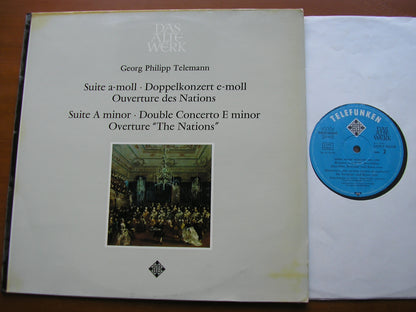 DAS
ALTE
WERK
Georg Philipp Telemann
Suite a-moll · Doppelkonzert e-moll
Ouverture des Nations
Suite A minor · Double Concerto E minor
Overture "The Nations"
TELEFUNKEN
DAS
ALTE
WERK